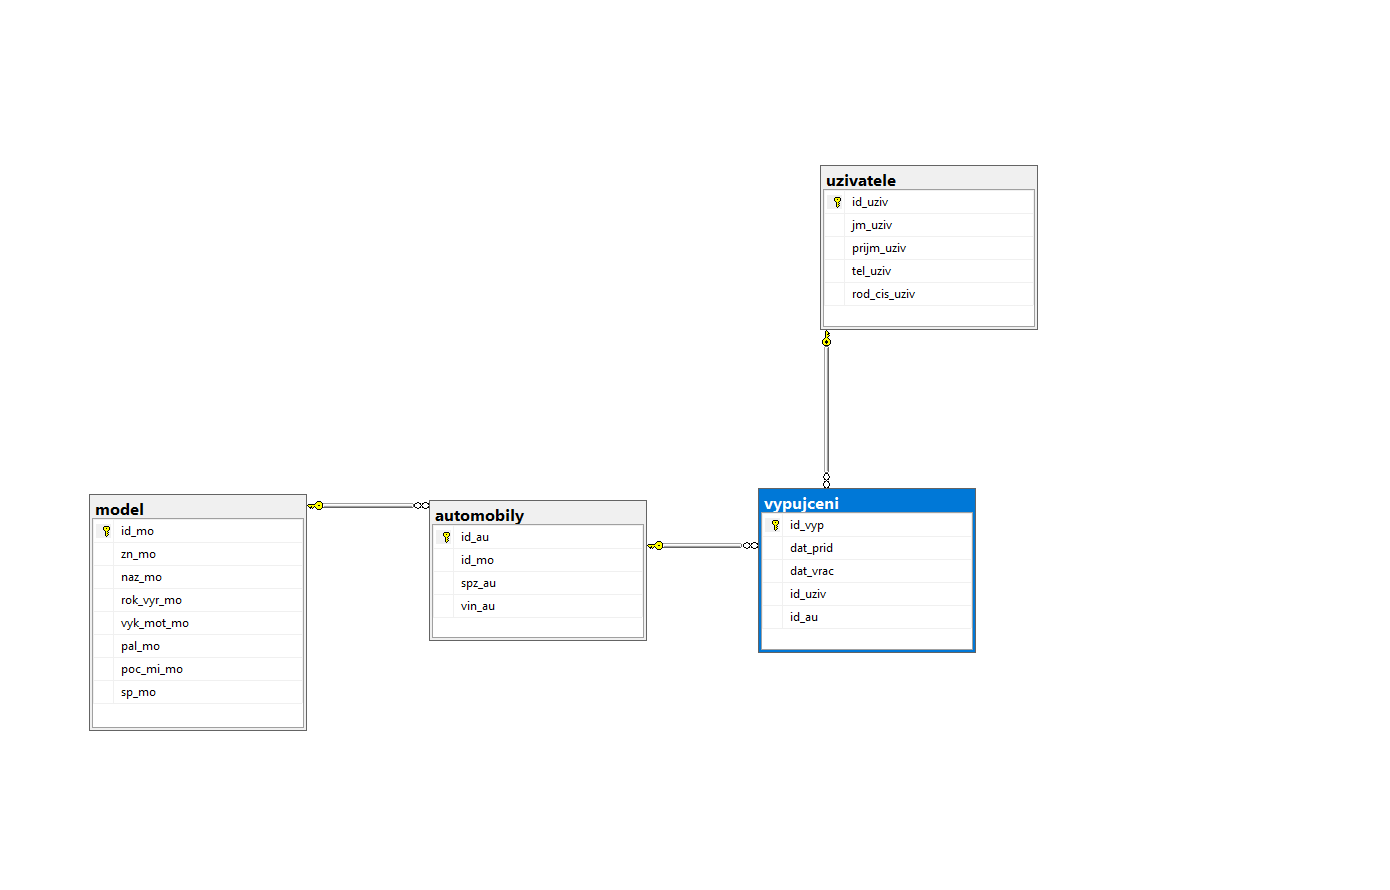 uzivatele
id_uziv
jm_uziv
prijm_uziv
tel_uziv
rod_cis_uziv
model
id_mo
zn_mo
naz_mo
rok_vyr_mo
vyk_mot_mo
pal_mo
poc_mi_mo
sp_mo
automobily
id_au
id_mo
spz_au
vin_au
vypujceni
id_vyp
dat_prid
dat_vrac
id_uziv
id_au